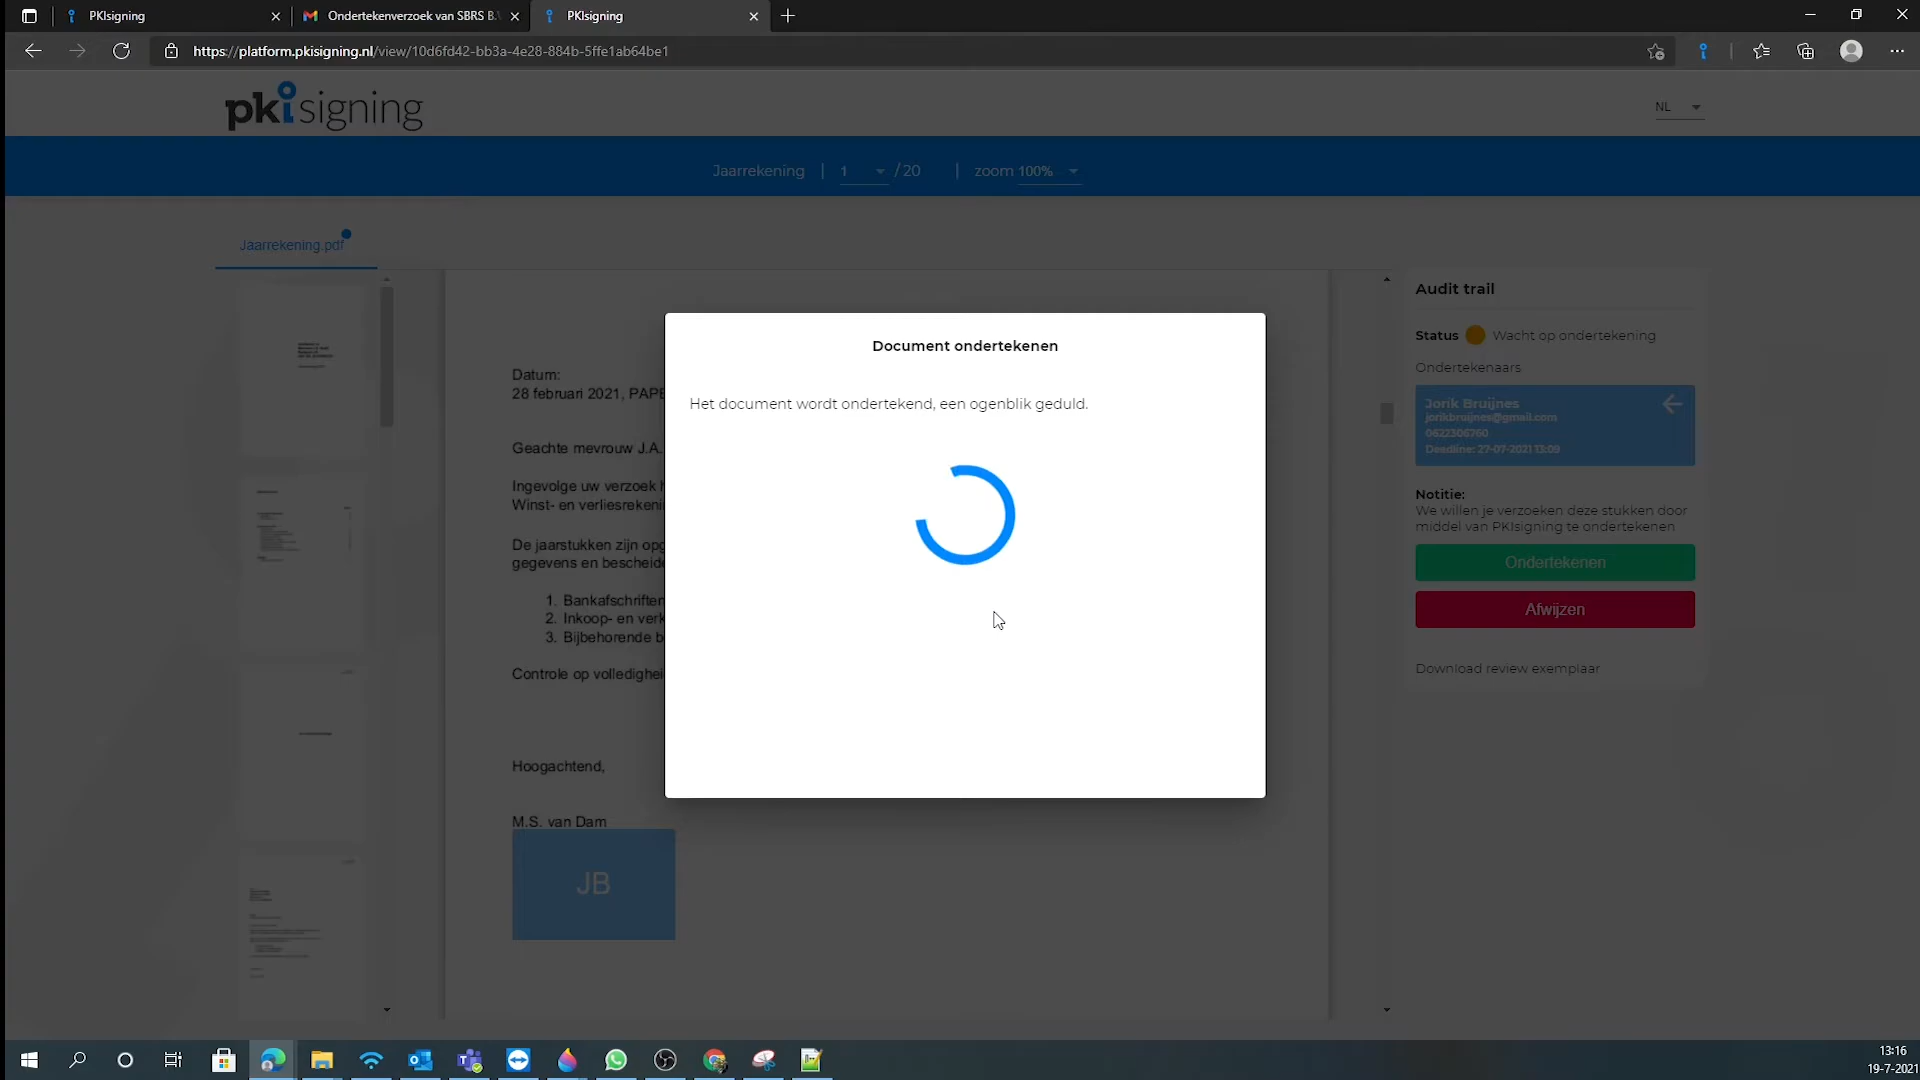 PKIsigning
Ondertekenverzoek van SBRS B.V.
PKIsigning
https://platform.pkisigning.nl/view/10d6fd42-bb3a-4e28-884b-5ffe1ab64be1
pkisigning
NL
Jaarrekening | 1 / 20 | zoom 100%
Jaarrekening.pdf
Datum:
28 februari 2021, PAPE
Geachte mevrouw J.A.
Ingevolge uw verzoek h
Winst- en verliesrekeni
De jaarstukken zijn opg
gegevens en bescheide
1. Bankafschriften
2. Inkoop- en verk
3. Bijbehorende b
Controle op volledighei
Hoogachtend,
M.S. van Dam
JB
Document ondertekenen
Het document wordt ondertekend, een ogenblik geduld.
Audit trail
Status Wacht op ondertekening
Ondertekenaars
Jorik Bruijnes
jorikbruijnes@gmail.com
0622306760
Deadline: 27-07-2021 13:09
Notitie:
We willen je verzoeken deze stukken door
middel van PKIsigning te ondertekenen
Ondertekenen
Afwijzen
Download review exemplaar
13:16
19-7-2021